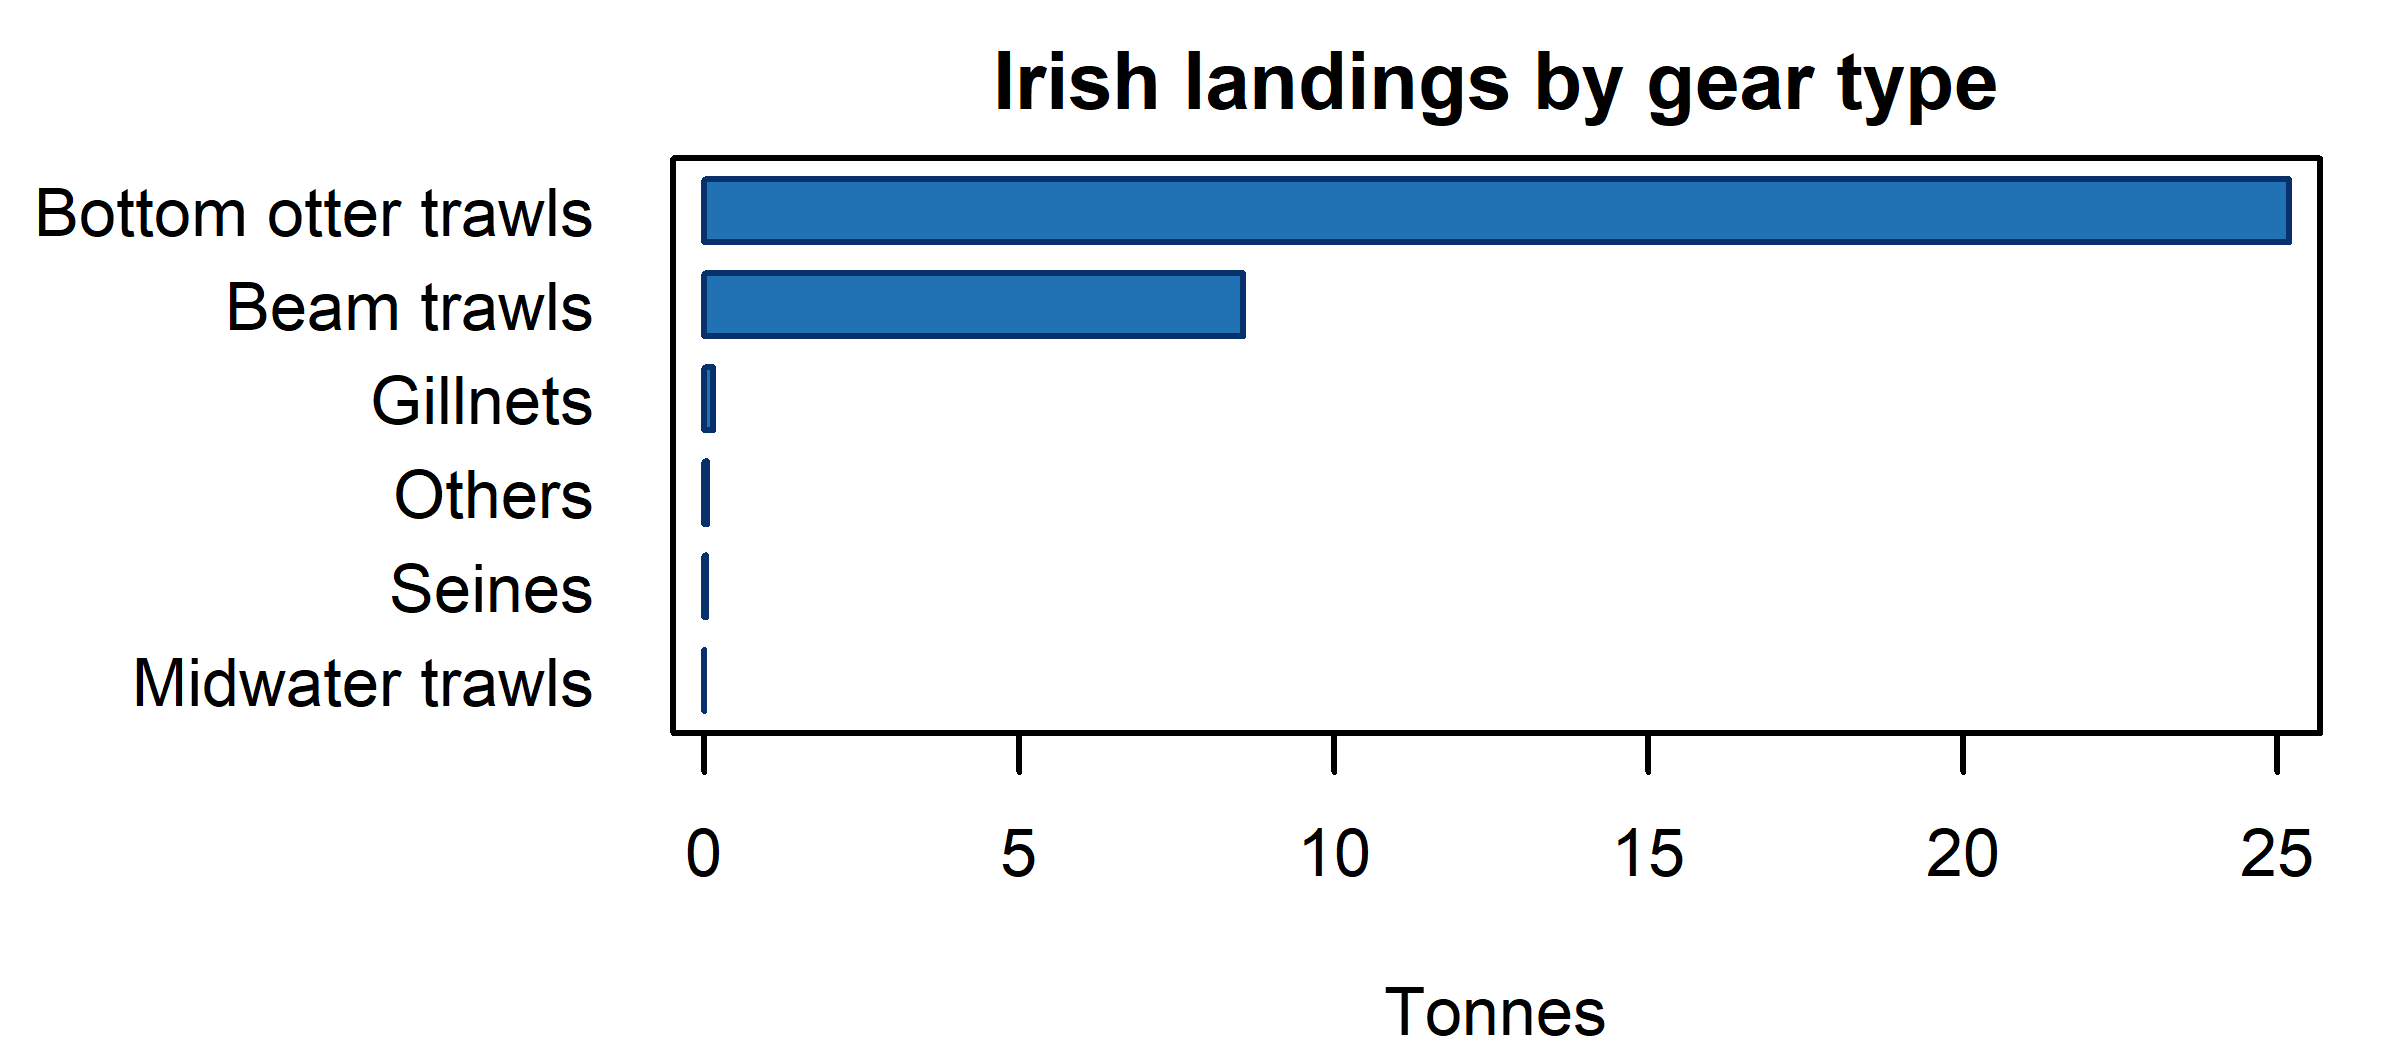 Irish landings by gear type
Bottom otter trawls
Beam trawls
Gillnets
Others
Seines
Midwater trawls
0 5 10 15 20 25
Tonnes